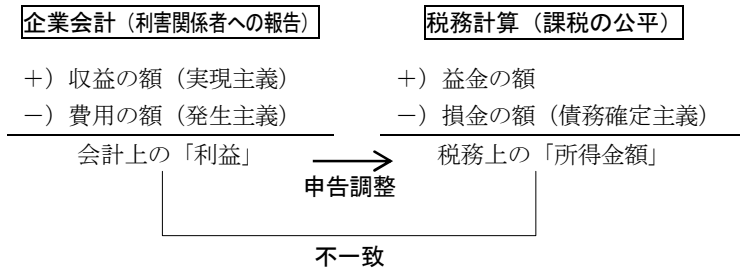 企業会計（利害関係者への報告） 税務計算（課税の公平）
＋）収益の額（実現主義） ＋）益金の額
－）費用の額（発生主義） －）損金の額（債務確定主義）
会計上の「利益」 税務上の「所得金額」
申告調整
不一致